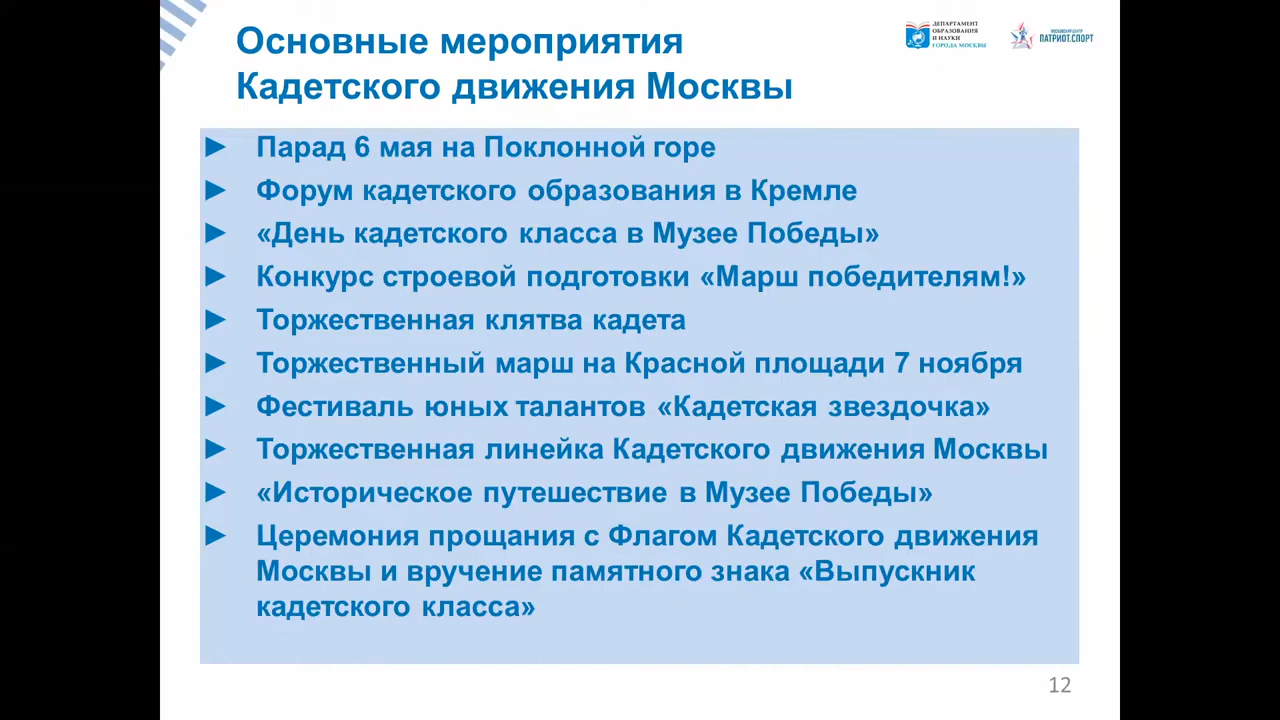 Основные мероприятия
Кадетского движения Москвы
ДЕПАРТАМЕНТ
ОБРАЗОВАНИЯ
И НАУКИ
ГОРОДА МОСКВЫ
МОСКОВСКИЙ ЦЕНТР
ПАТРИОТ.СПОРТ
► Парад 6 мая на Поклонной горе
► Форум кадетского образования в Кремле
► «День кадетского класса в Музее Победы»
► Конкурс строевой подготовки «Марш победителям!»
► Торжественная клятва кадета
► Торжественный марш на Красной площади 7 ноября
► Фестиваль юных талантов «Кадетская звездочка»
► Торжественная линейка Кадетского движения Москвы
► «Историческое путешествие в Музее Победы»
► Церемония прощания с Флагом Кадетского движения
Москвы и вручение памятного знака «Выпускник
кадетского класса»
12